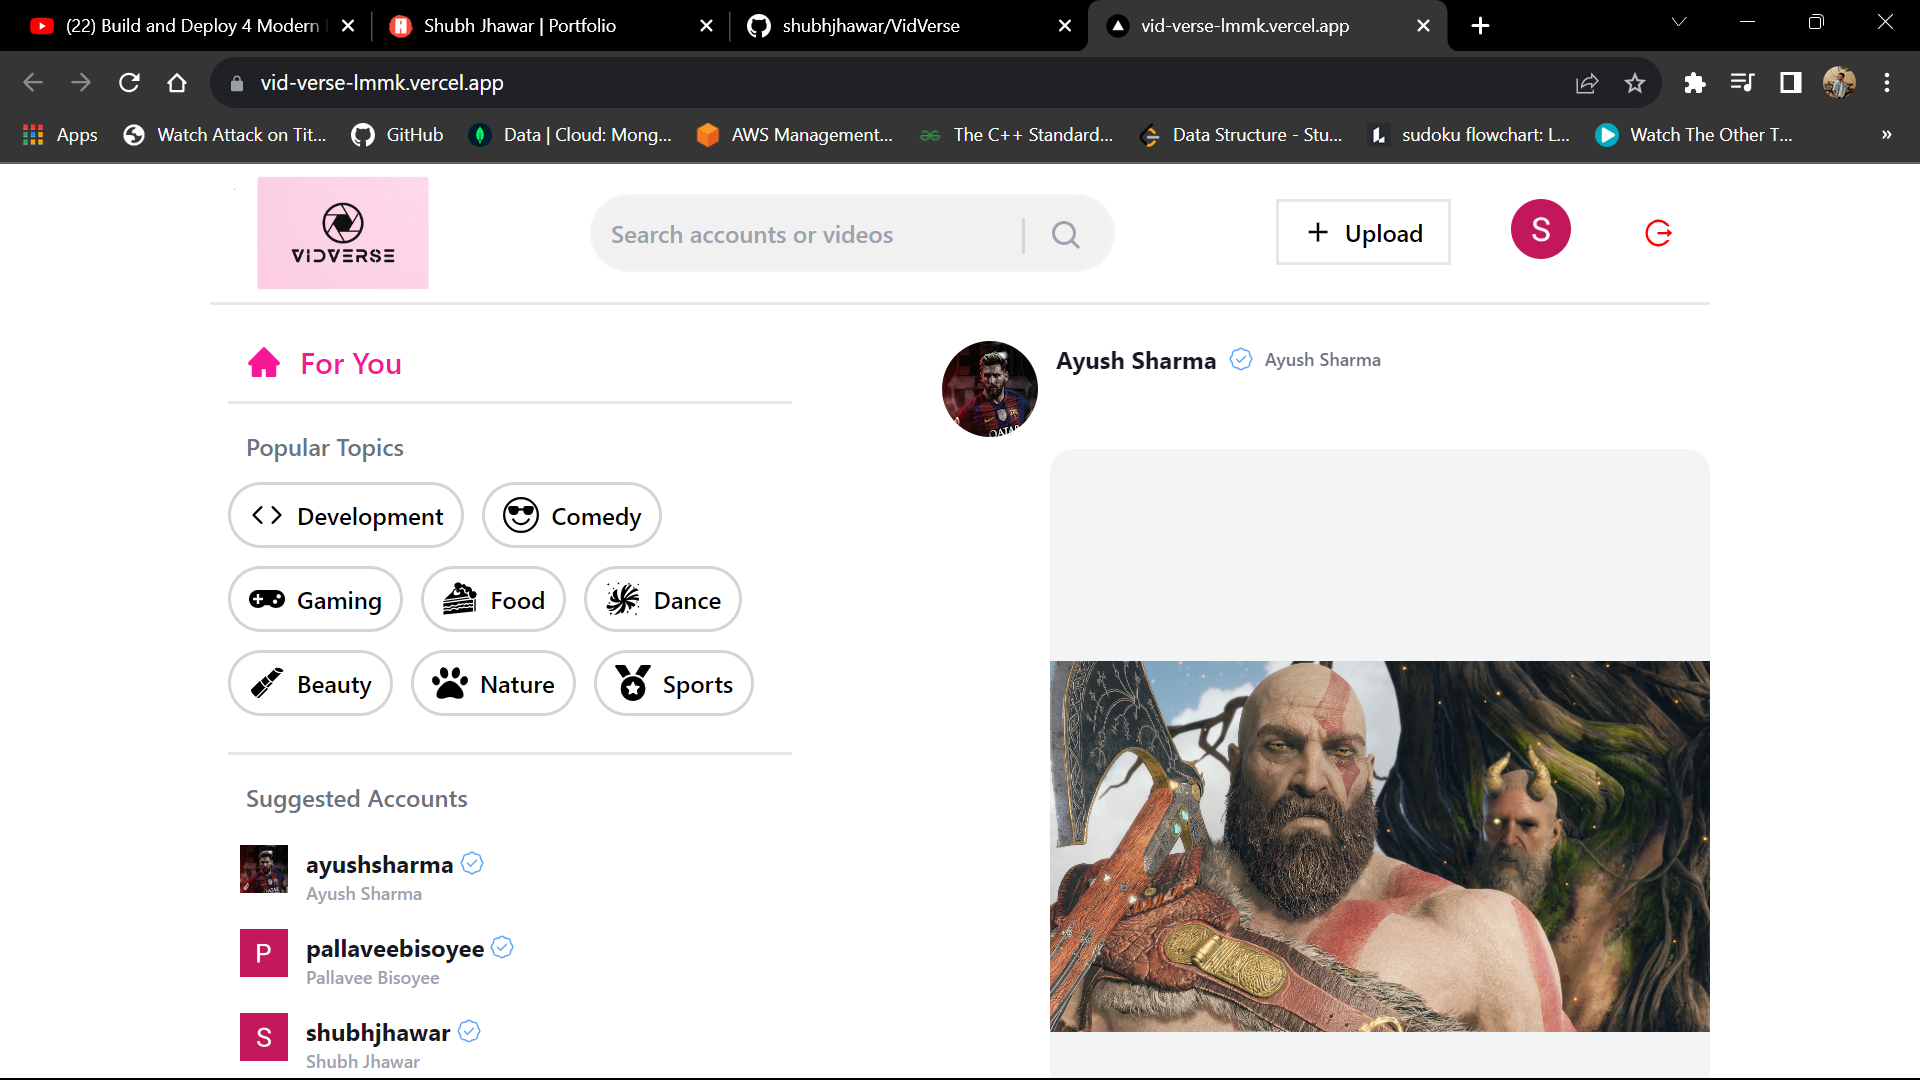 (22) Build and Deploy 4 Modern
Shubh Jhawar | Portfolio
shubhjhawar/VidVerse
vid-verse-lmmk.vercel.app
vid-verse-lmmk.vercel.app
Apps
Watch Attack on Tit...
GitHub
Data | Cloud: Mong...
AWS Management...
The C++ Standard...
Data Structure - Stu...
sudoku flowchart: L...
Watch The Other T...
»
VIDVERSE
Search accounts or videos
Upload
S
For You
Popular Topics
Development
Comedy
Gaming
Food
Dance
Beauty
Nature
Sports
Suggested Accounts
ayushsharma
Ayush Sharma
P
pallaveebisoyee
Pallavee Bisoyee
S
shubhjhawar
Shubh Jhawar
Ayush Sharma
Ayush Sharma
QATAR